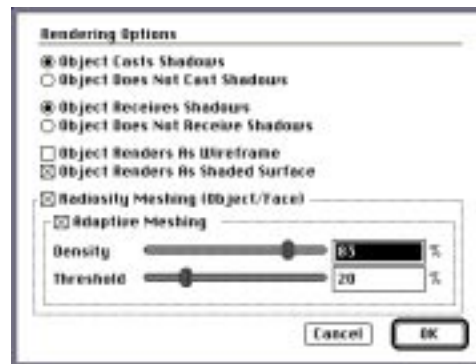 Rendering Options
Object Casts Shadows
Object Does Not Cast Shadows
Object Receives Shadows
Object Does Not Receive Shadows
Object Renders As Wireframe
Object Renders As Shaded Surface
Radiosity Meshing (Object/Face)
Adaptive Meshing
Density 85 %
Threshold 20 %
Cancel OK